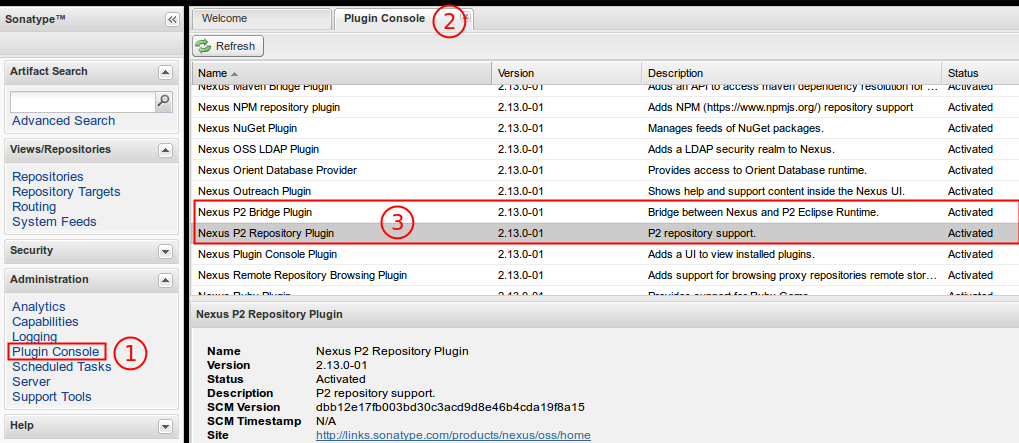 Sonatype™
Artifact Search
Advanced Search
Views/Repositories
Repositories
Repository Targets
Routing
System Feeds
Security
Administration
Analytics
Capabilities
Logging
Plugin Console 1
Scheduled Tasks
Server
Support Tools
Help
Welcome Plugin Console 2
Refresh
Name Version Description Status
Nexus Maven Bridge Plugin 2.13.0-01 Adds an API to access maven dependency resolution for ... Activated
Nexus NPM repository plugin 2.13.0-01 Adds NPM (https://www.npmjs.org/) repository support Activated
Nexus NuGet Plugin 2.13.0-01 Manages feeds of NuGet packages. Activated
Nexus OSS LDAP Plugin 2.13.0-01 Adds a LDAP security realm to Nexus. Activated
Nexus Orient Database Provider 2.13.0-01 Provides access to Orient Database runtime. Activated
Nexus Outreach Plugin 2.13.0-01 Shows help and support content inside the Nexus UI. Activated
Nexus P2 Bridge Plugin 3 2.13.0-01 Bridge between Nexus and P2 Eclipse Runtime. Activated
Nexus P2 Repository Plugin 2.13.0-01 P2 repository support. Activated
Nexus Plugin Console Plugin 2.13.0-01 Adds a UI to view installed plugins. Activated
Nexus Remote Repository Browsing Plugin 2.13.0-01 Adds support for browsing proxy repositories remote stor... Activated
Nexus Ruby Plugin 2.13.0-01 Provides support for Ruby Gems Activated
Nexus P2 Repository Plugin
Name Nexus P2 Repository Plugin
Version 2.13.0-01
Status Activated
Description P2 repository support.
SCM Version dbb12e17fb003bd30c3acd9d8e46b4cda19f8a15
SCM Timestamp N/A
Site http://links.sonatype.com/products/nexus/oss/home